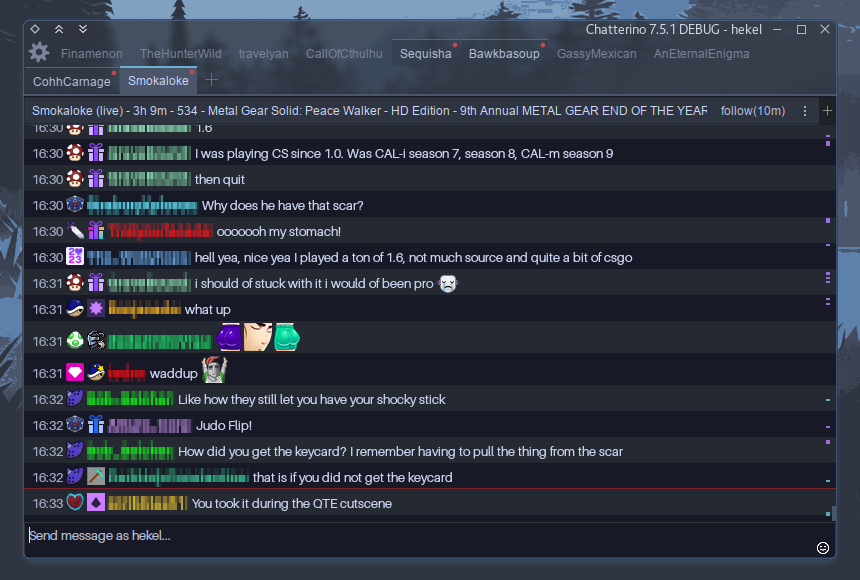 Chatterino 7.5.1 DEBUG - hekel
Finamenon TheHunterWild travelyan CallOfCthulhu Sequisha Bawkbasoup GassyMexican AnEternalEnigma
CohhCarnage Smokaloke
Smokaloke (live) - 3h 9m - 534 - Metal Gear Solid: Peace Walker - HD Edition - 9th Annual METAL GEAR END OF THE YEAR follow(10m)
16:30 1.6
16:30 I was playing CS since 1.0. Was CAL-i season 7, season 8, CAL-m season 9
16:30 then quit
16:30 Why does he have that scar?
16:30 ooooooh my stomach!
16:30 hell yea, nice yea I played a ton of 1.6, not much source and quite a bit of csgo
16:31 i should of stuck with it i would of been pro
16:31 what up
16:31
16:31 waddup
16:32 Like how they still let you have your shocky stick
16:32 Judo Flip!
16:32 How did you get the keycard? I remember having to pull the thing from the scar
16:32 that is if you did not get the keycard
16:33 You took it during the QTE cutscene
Send message as hekel...